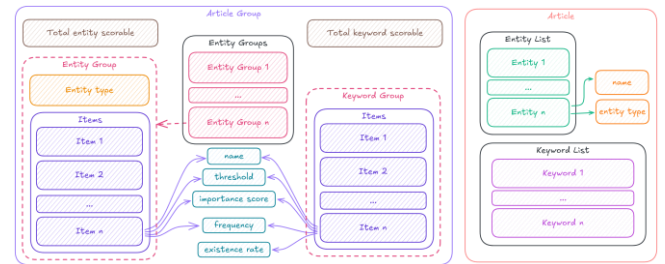 Article Group
Total entity scorable
Entity Group
Entity type
Items
Item 1
Item 2
...
Item n
Entity Groups
Entity Group 1
...
Entity Group n
name
threshold
importance score
frequency
existence rate
Total keyword scorable
Keyword Group
Items
Item 1
Item 2
...
Item n
Article
Entity List
Entity 1
...
Entity n
name
entity type
Keyword List
Keyword 1
...
Keyword n